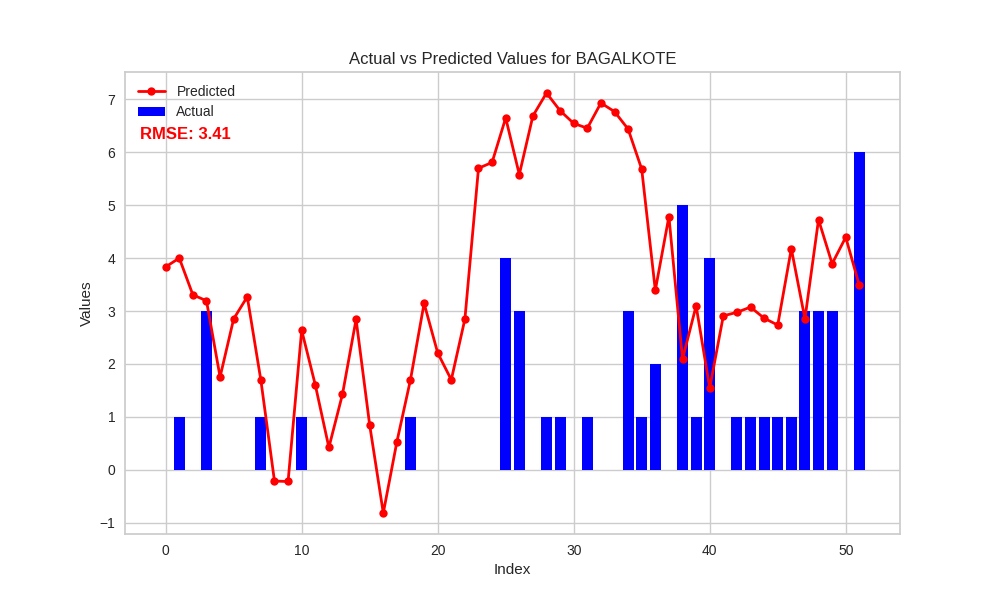 Actual vs Predicted Values for BAGALKOTE
Predicted
Actual
RMSE: 3.41
Values
7
6
5
4
3
2
1
0
−1
0 10 20 30 40 50
Index